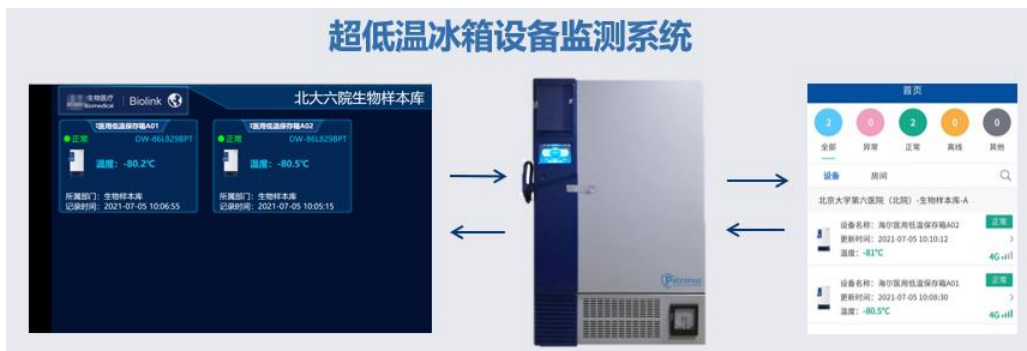 超低温冰箱设备监测系统
生物医疗
Biomedical
Biolink
北大六院生物样本库
医用低温保存箱A01
正常
DW-86L829BPT
温度：-80.2℃
所属部门：生物样本库
记录时间：2021-07-05 10:06:55
医用低温保存箱A02
正常
DW-86L829BPT
温度：-80.5℃
所属部门：生物样本库
记录时间：2021-07-05 10:05:15
Petronus
首页
2 0 2 0 0
全部 异常 正常 离线 其他
设备 房间
北京大学第六医院（北院）-生物样本库-A
设备名称：海尔医用低温保存箱A02
正常
更新时间：2021-07-05 10:10:12
温度：-81℃
4G
设备名称：海尔医用低温保存箱A01
正常
更新时间：2021-07-05 10:08:30
温度：-80.5℃
4G